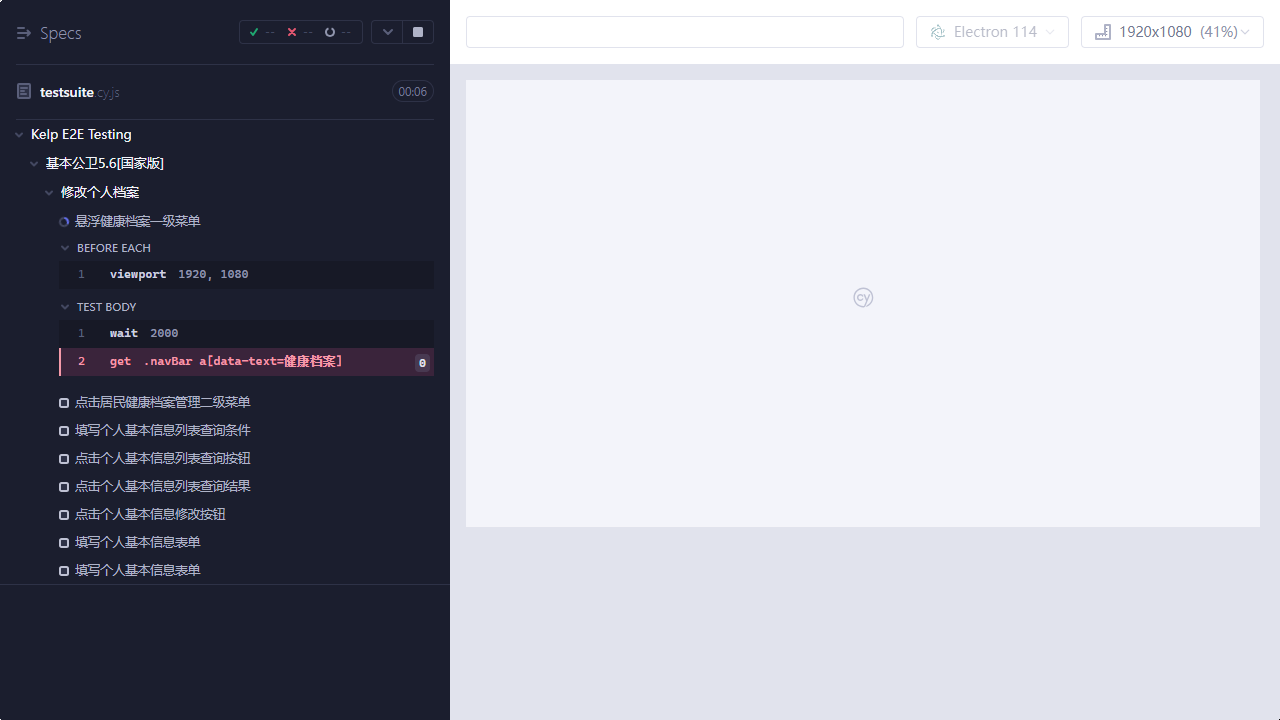 Specs -- -- --
testsuite.cy.js 00:06
Kelp E2E Testing
基本公卫5.6[国家版]
修改个人档案
悬浮健康档案一级菜单
BEFORE EACH
1 viewport 1920, 1080
TEST BODY
1 wait 2000
2 get .navBar a[data-text=健康档案] 0
点击居民健康档案管理二级菜单
填写个人基本信息列表查询条件
点击个人基本信息列表查询按钮
点击个人基本信息列表查询结果
点击个人基本信息修改按钮
填写个人基本信息表单
填写个人基本信息表单
Electron 114
1920x1080 (41%)
cy